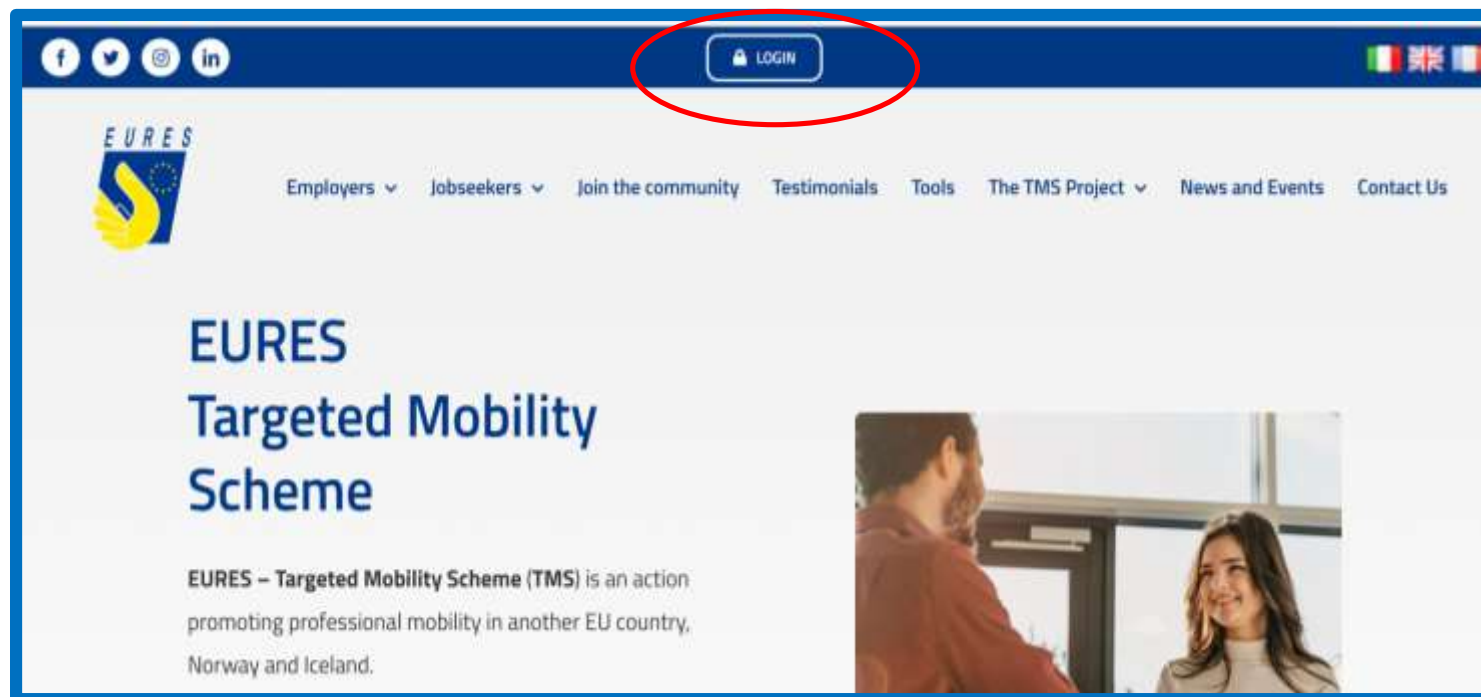 LOGIN
EURES
Employers Jobseekers Join the community Testimonials Tools The TMS Project News and Events Contact Us
EURES
Targeted Mobility
Scheme
EURES – Targeted Mobility Scheme (TMS) is an action
promoting professional mobility in another EU country,
Norway and Iceland.